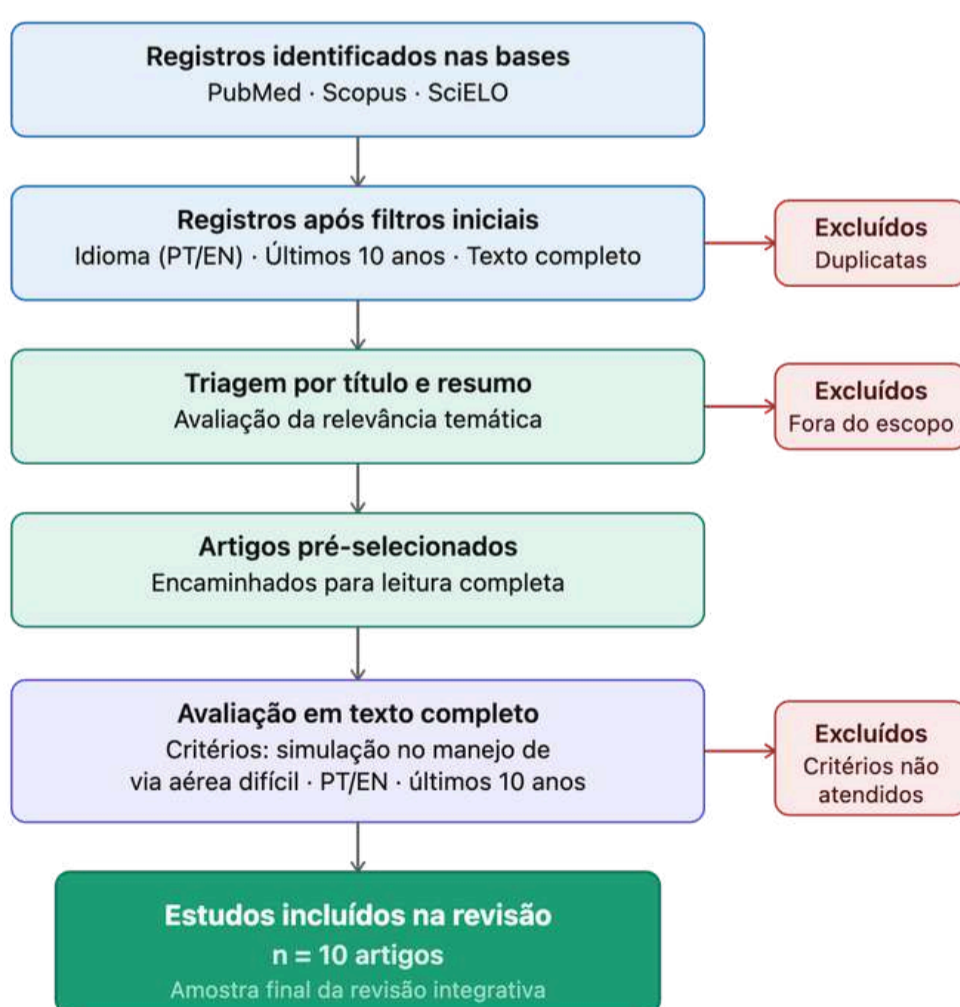 Registros identificados nas bases
PubMed · Scopus · SciELO
Registros após filtros iniciais
Idioma (PT/EN) · Últimos 10 anos · Texto completo
Excluídos
Duplicatas
Triagem por título e resumo
Avaliação da relevância temática
Excluídos
Fora do escopo
Artigos pré-selecionados
Encaminhados para leitura completa
Avaliação em texto completo
Critérios: simulação no manejo de
via aérea difícil · PT/EN · últimos 10 anos
Excluídos
Critérios não
atendidos
Estudos incluídos na revisão
n = 10 artigos
Amostra final da revisão integrativa